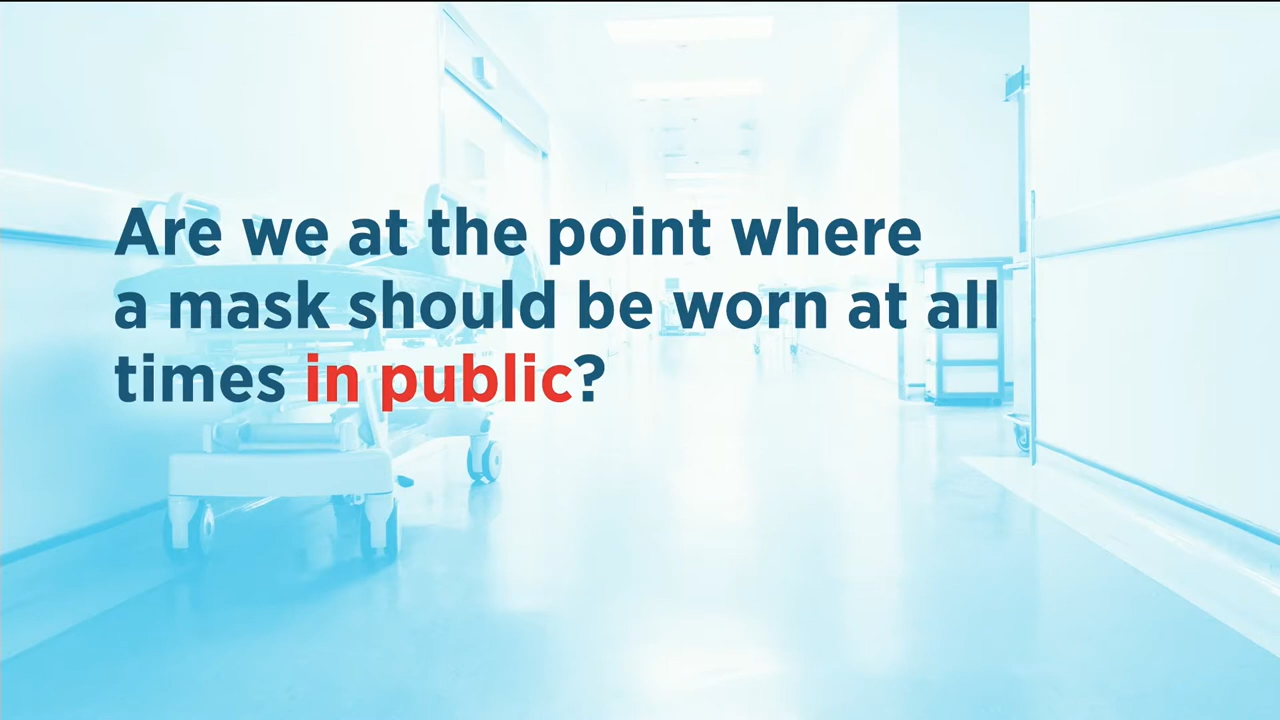 Are we at the point where
a mask should be worn at all
times in public?